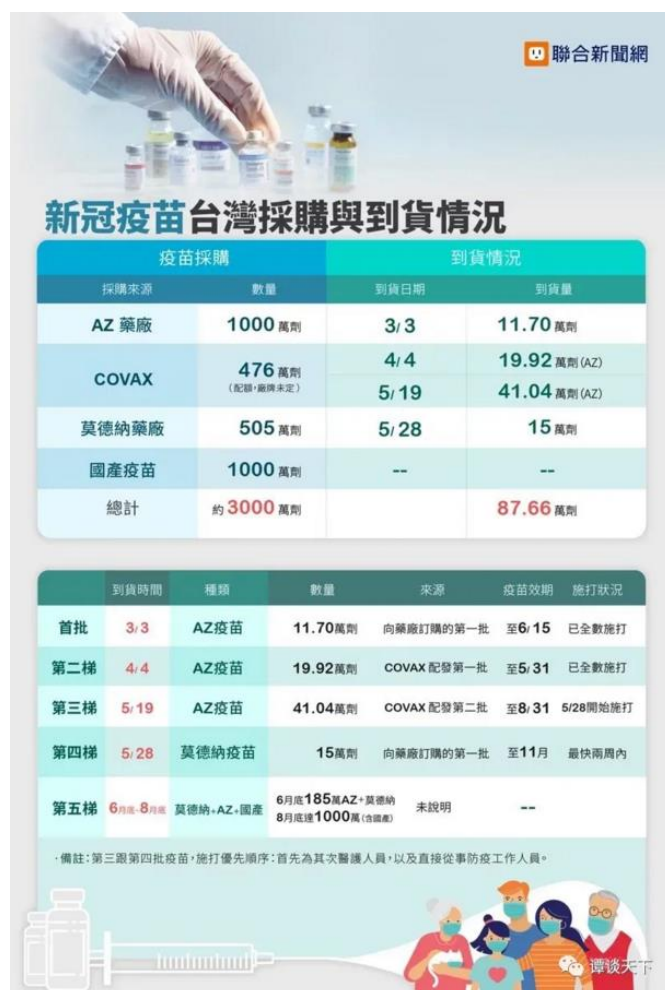 聯合新聞網
新冠疫苗台灣採購與到貨情況
疫苗採購 到貨情況
採購來源 數量 到貨日期 到貨量
AZ 藥廠 1000 萬劑 3/3 11.70 萬劑
COVAX 476 萬劑 (配額,廠牌未定) 4/4 19.92 萬劑 (AZ)
5/19 41.04 萬劑 (AZ)
莫德納藥廠 505 萬劑 5/28 15 萬劑
國產疫苗 1000 萬劑 -- --
總計 約 3000 萬劑 87.66 萬劑
到貨時間 種類 數量 來源 疫苗效期 施打狀況
首批 3/3 AZ疫苗 11.70萬劑 向藥廠訂購的第一批 至6/15 已全數施打
第二梯 4/4 AZ疫苗 19.92萬劑 COVAX 配發第一批 至5/31 已全數施打
第三梯 5/19 AZ疫苗 41.04萬劑 COVAX 配發第二批 至8/31 5/28開始施打
第四梯 5/28 莫德納疫苗 15萬劑 向藥廠訂購的第一批 至11月 最快兩周內
第五梯 6月底~8月底 莫德納+AZ+國產 6月底185萬AZ+莫德納 未說明 --
8月底達1000萬(含國產)
·備註:第三跟第四批疫苗,施打優先順序:首先為其次醫護人員,以及直接從事防疫工作人員。
谭谈天下